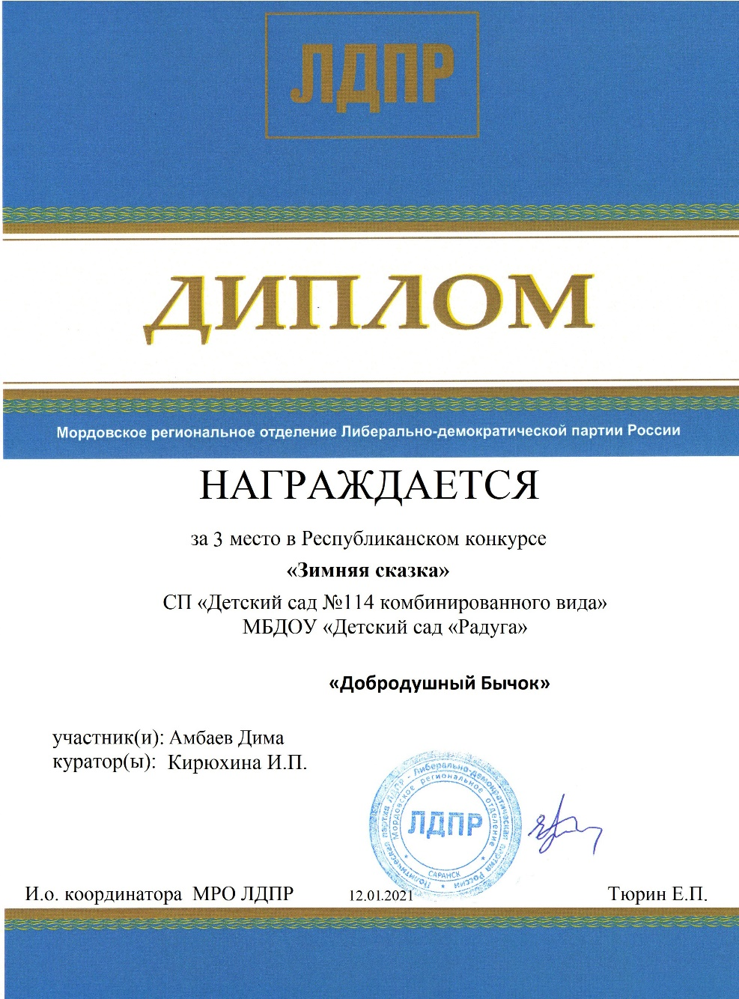 ЛДПР
ДИПЛОМ
Мордовское региональное отделение Либерально-демократической партии России
НАГРАЖДАЕТСЯ
за 3 место в Республиканском конкурсе
«Зимняя сказка»
СП «Детский сад №114 комбинированного вида»
МБДОУ «Детский сад «Радуга»
«Добродушный Бычок»
участник(и): Амбаев Дима
куратор(ы): Кирюхина И.П.
Политическая партия ЛДПР - Либерально-демократическая партия России
Мордовское региональное отделение
ЛДПР
САРАНСК
И.о. координатора МРО ЛДПР 12.01.2021 Тюрин Е.П.